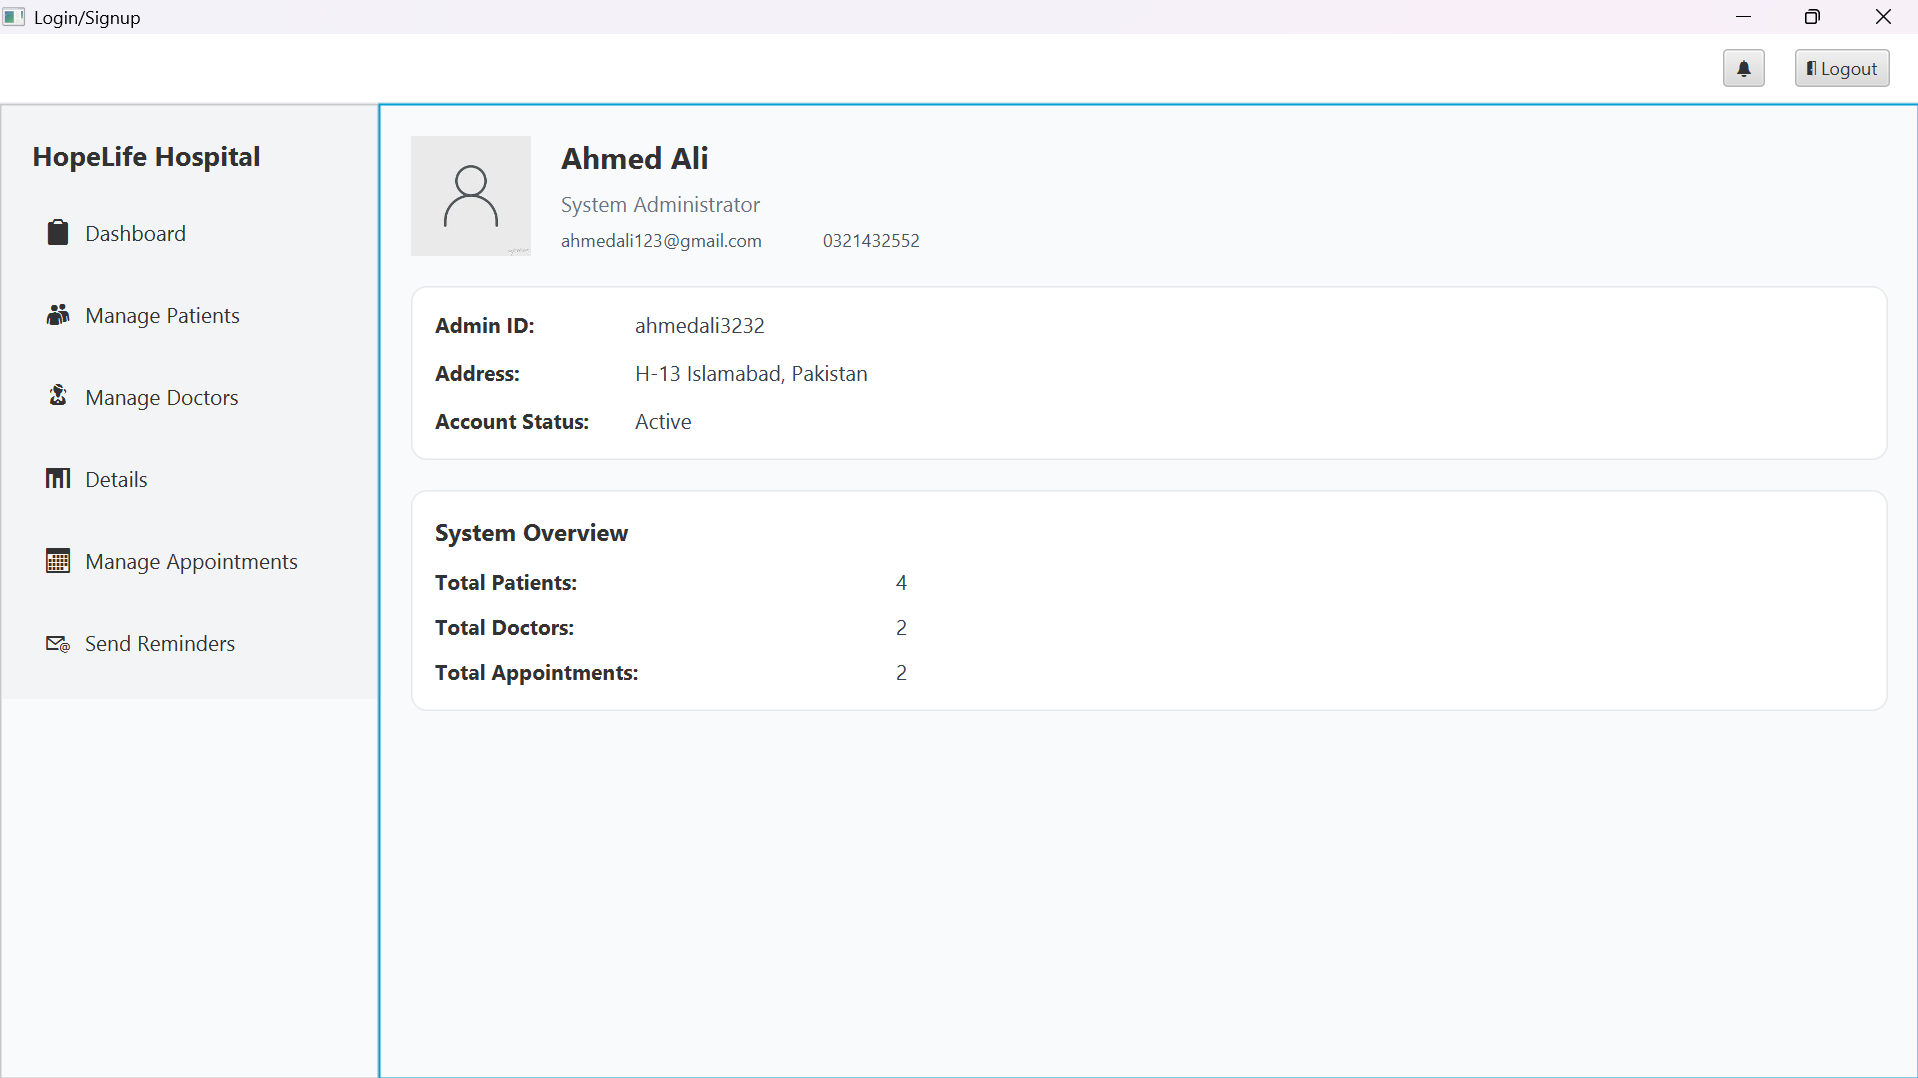 Login/Signup
Logout
HopeLife Hospital
Dashboard
Manage Patients
Manage Doctors
Details
Manage Appointments
Send Reminders
Ahmed Ali
System Administrator
ahmedali123@gmail.com 0321432552
Admin ID: ahmedali3232
Address: H-13 Islamabad, Pakistan
Account Status: Active
System Overview
Total Patients: 4
Total Doctors: 2
Total Appointments: 2